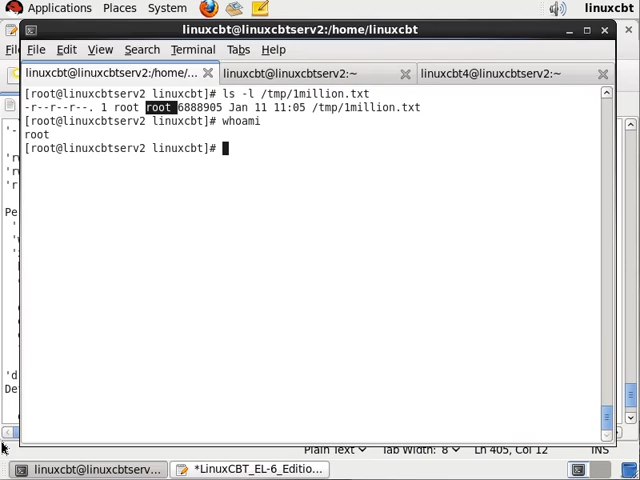 Applications Places System linuxcbt
linuxcbt@linuxcbtserv2:/home/linuxcbt
File Edit View Search Terminal Tabs Help
linuxcbt@linuxcbtserv2:/home/... linuxcbt@linuxcbtserv2:~ linuxcbt4@linuxcbtserv2:~
[root@linuxcbtserv2 linuxcbt]# ls -l /tmp/1million.txt
-r--r--r--. 1 root root 6888905 Jan 11 11:05 /tmp/1million.txt
[root@linuxcbtserv2 linuxcbt]# whoami
root
[root@linuxcbtserv2 linuxcbt]#
Plain Text Tab Width: 8 Ln 405, Col 12 INS
linuxcbt@linuxcbtserv... *LinuxCBT_EL-6_Editio...